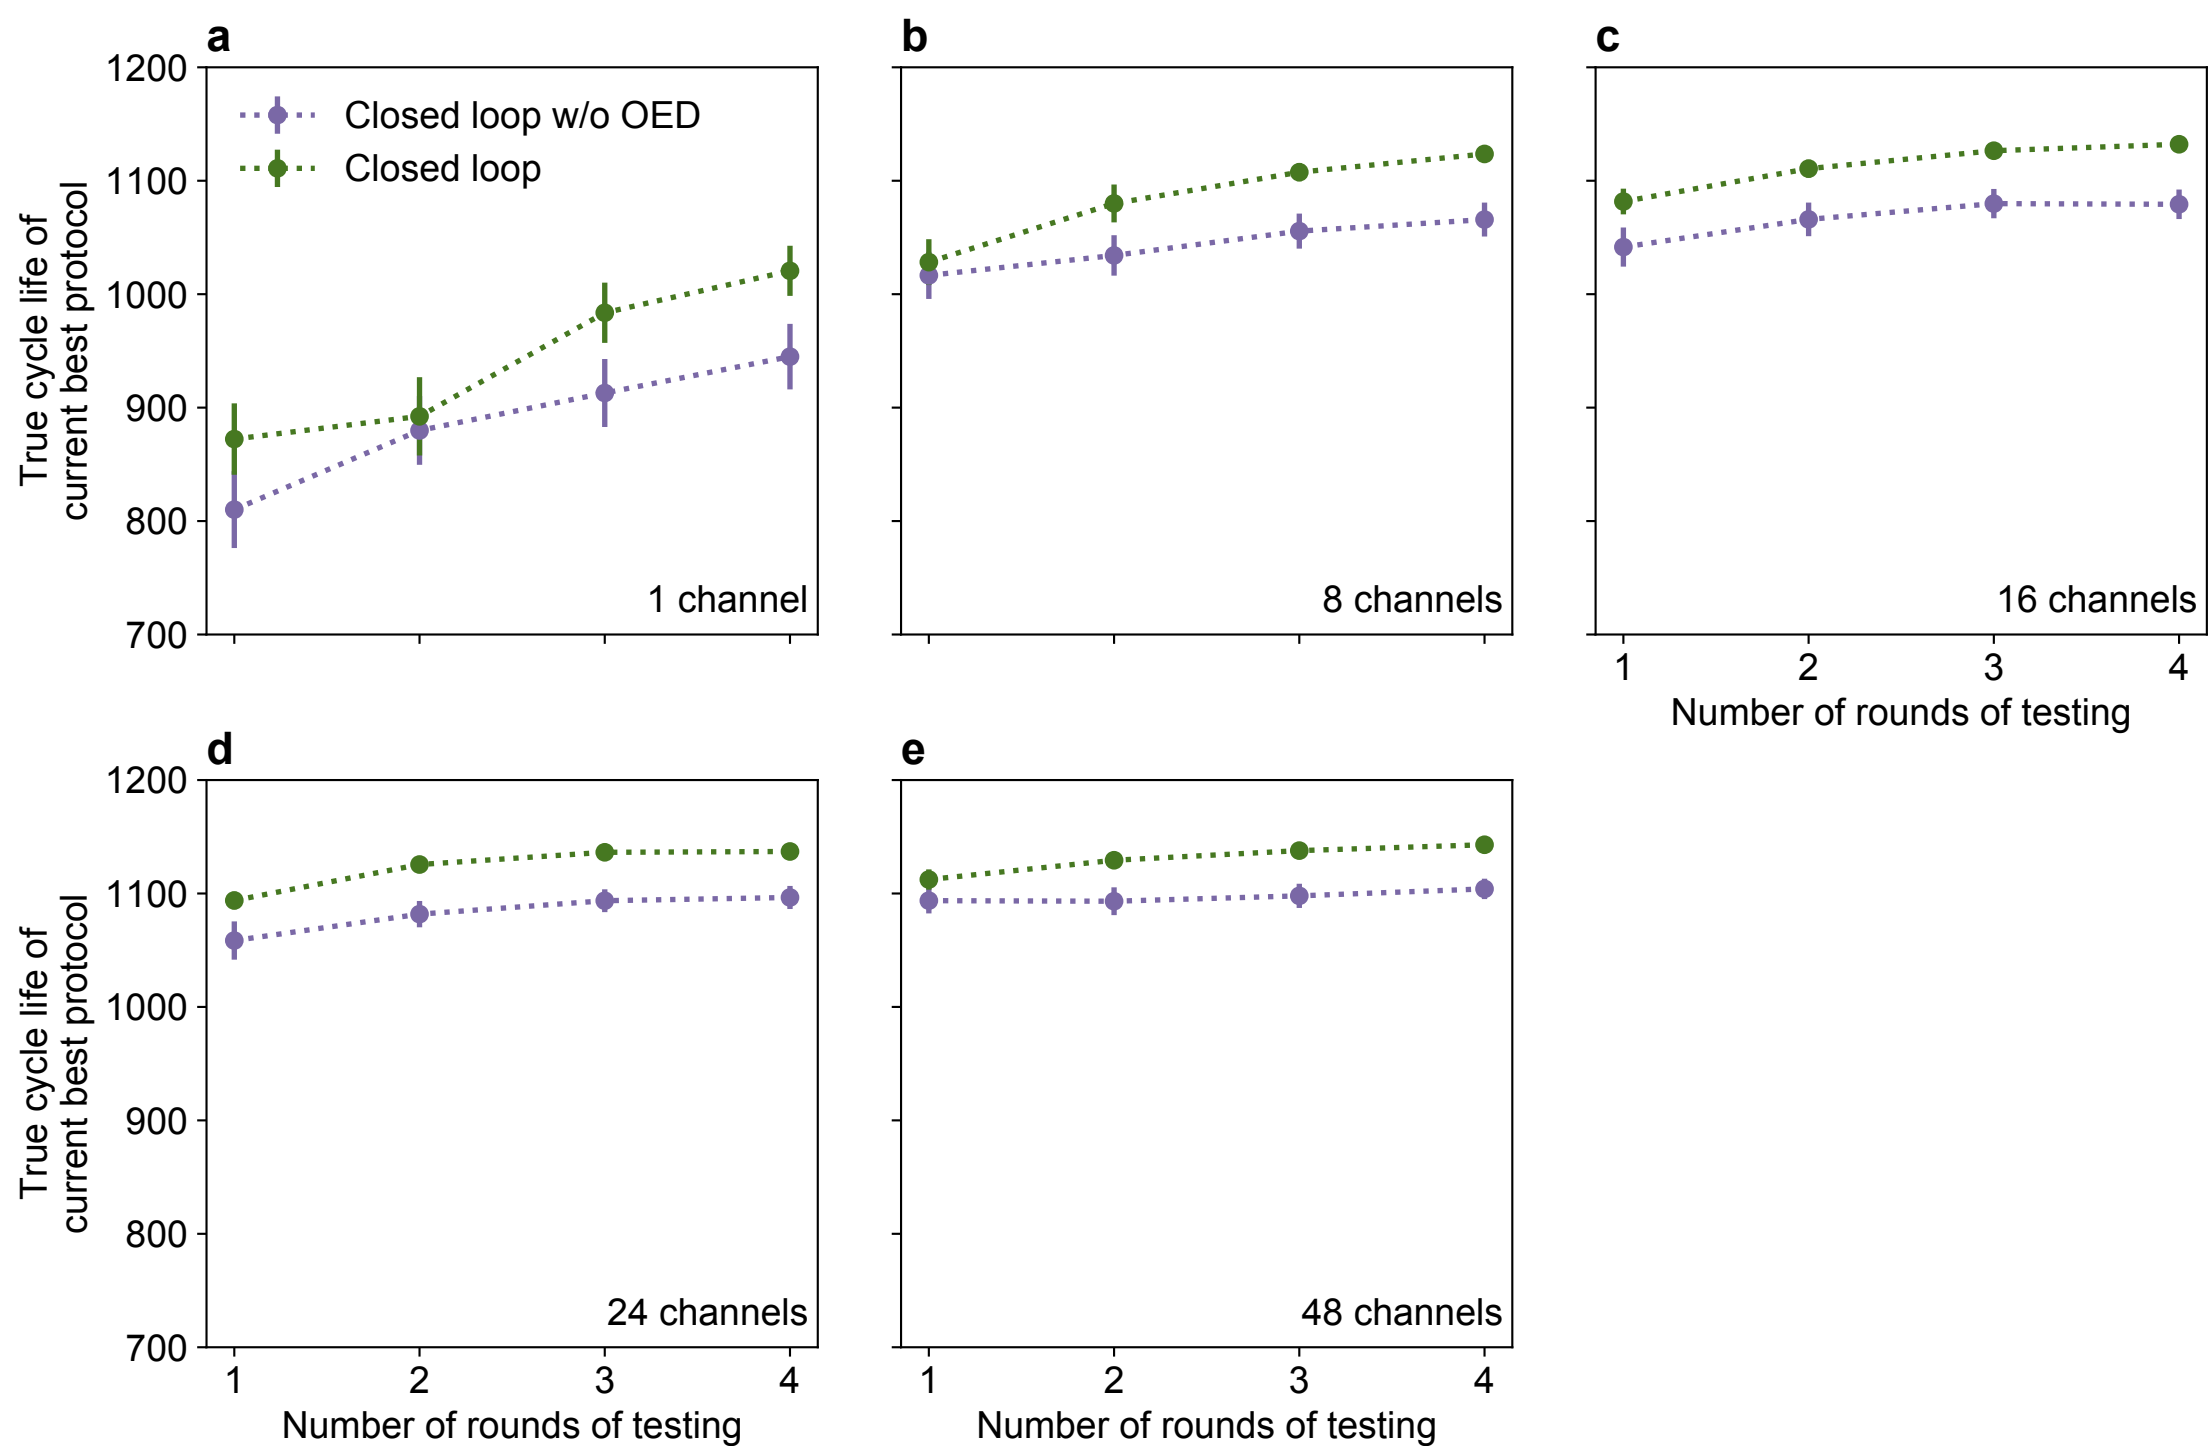 a
1200
1100
1000
900
800
700
True cycle life of
current best protocol
Closed loop w/o OED
Closed loop
1 channel
b
8 channels
c
16 channels
1 2 3 4
Number of rounds of testing
d
1200
1100
1000
900
800
700
True cycle life of
current best protocol
24 channels
1 2 3 4
Number of rounds of testing
e
48 channels
1 2 3 4
Number of rounds of testing